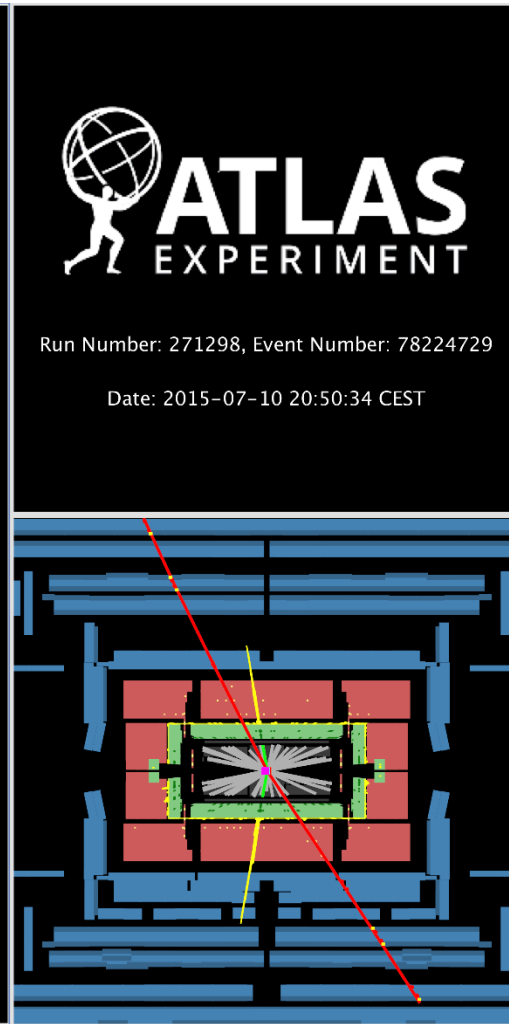 ATLAS
EXPERIMENT
Run Number: 271298, Event Number: 78224729
Date: 2015-07-10 20:50:34 CEST